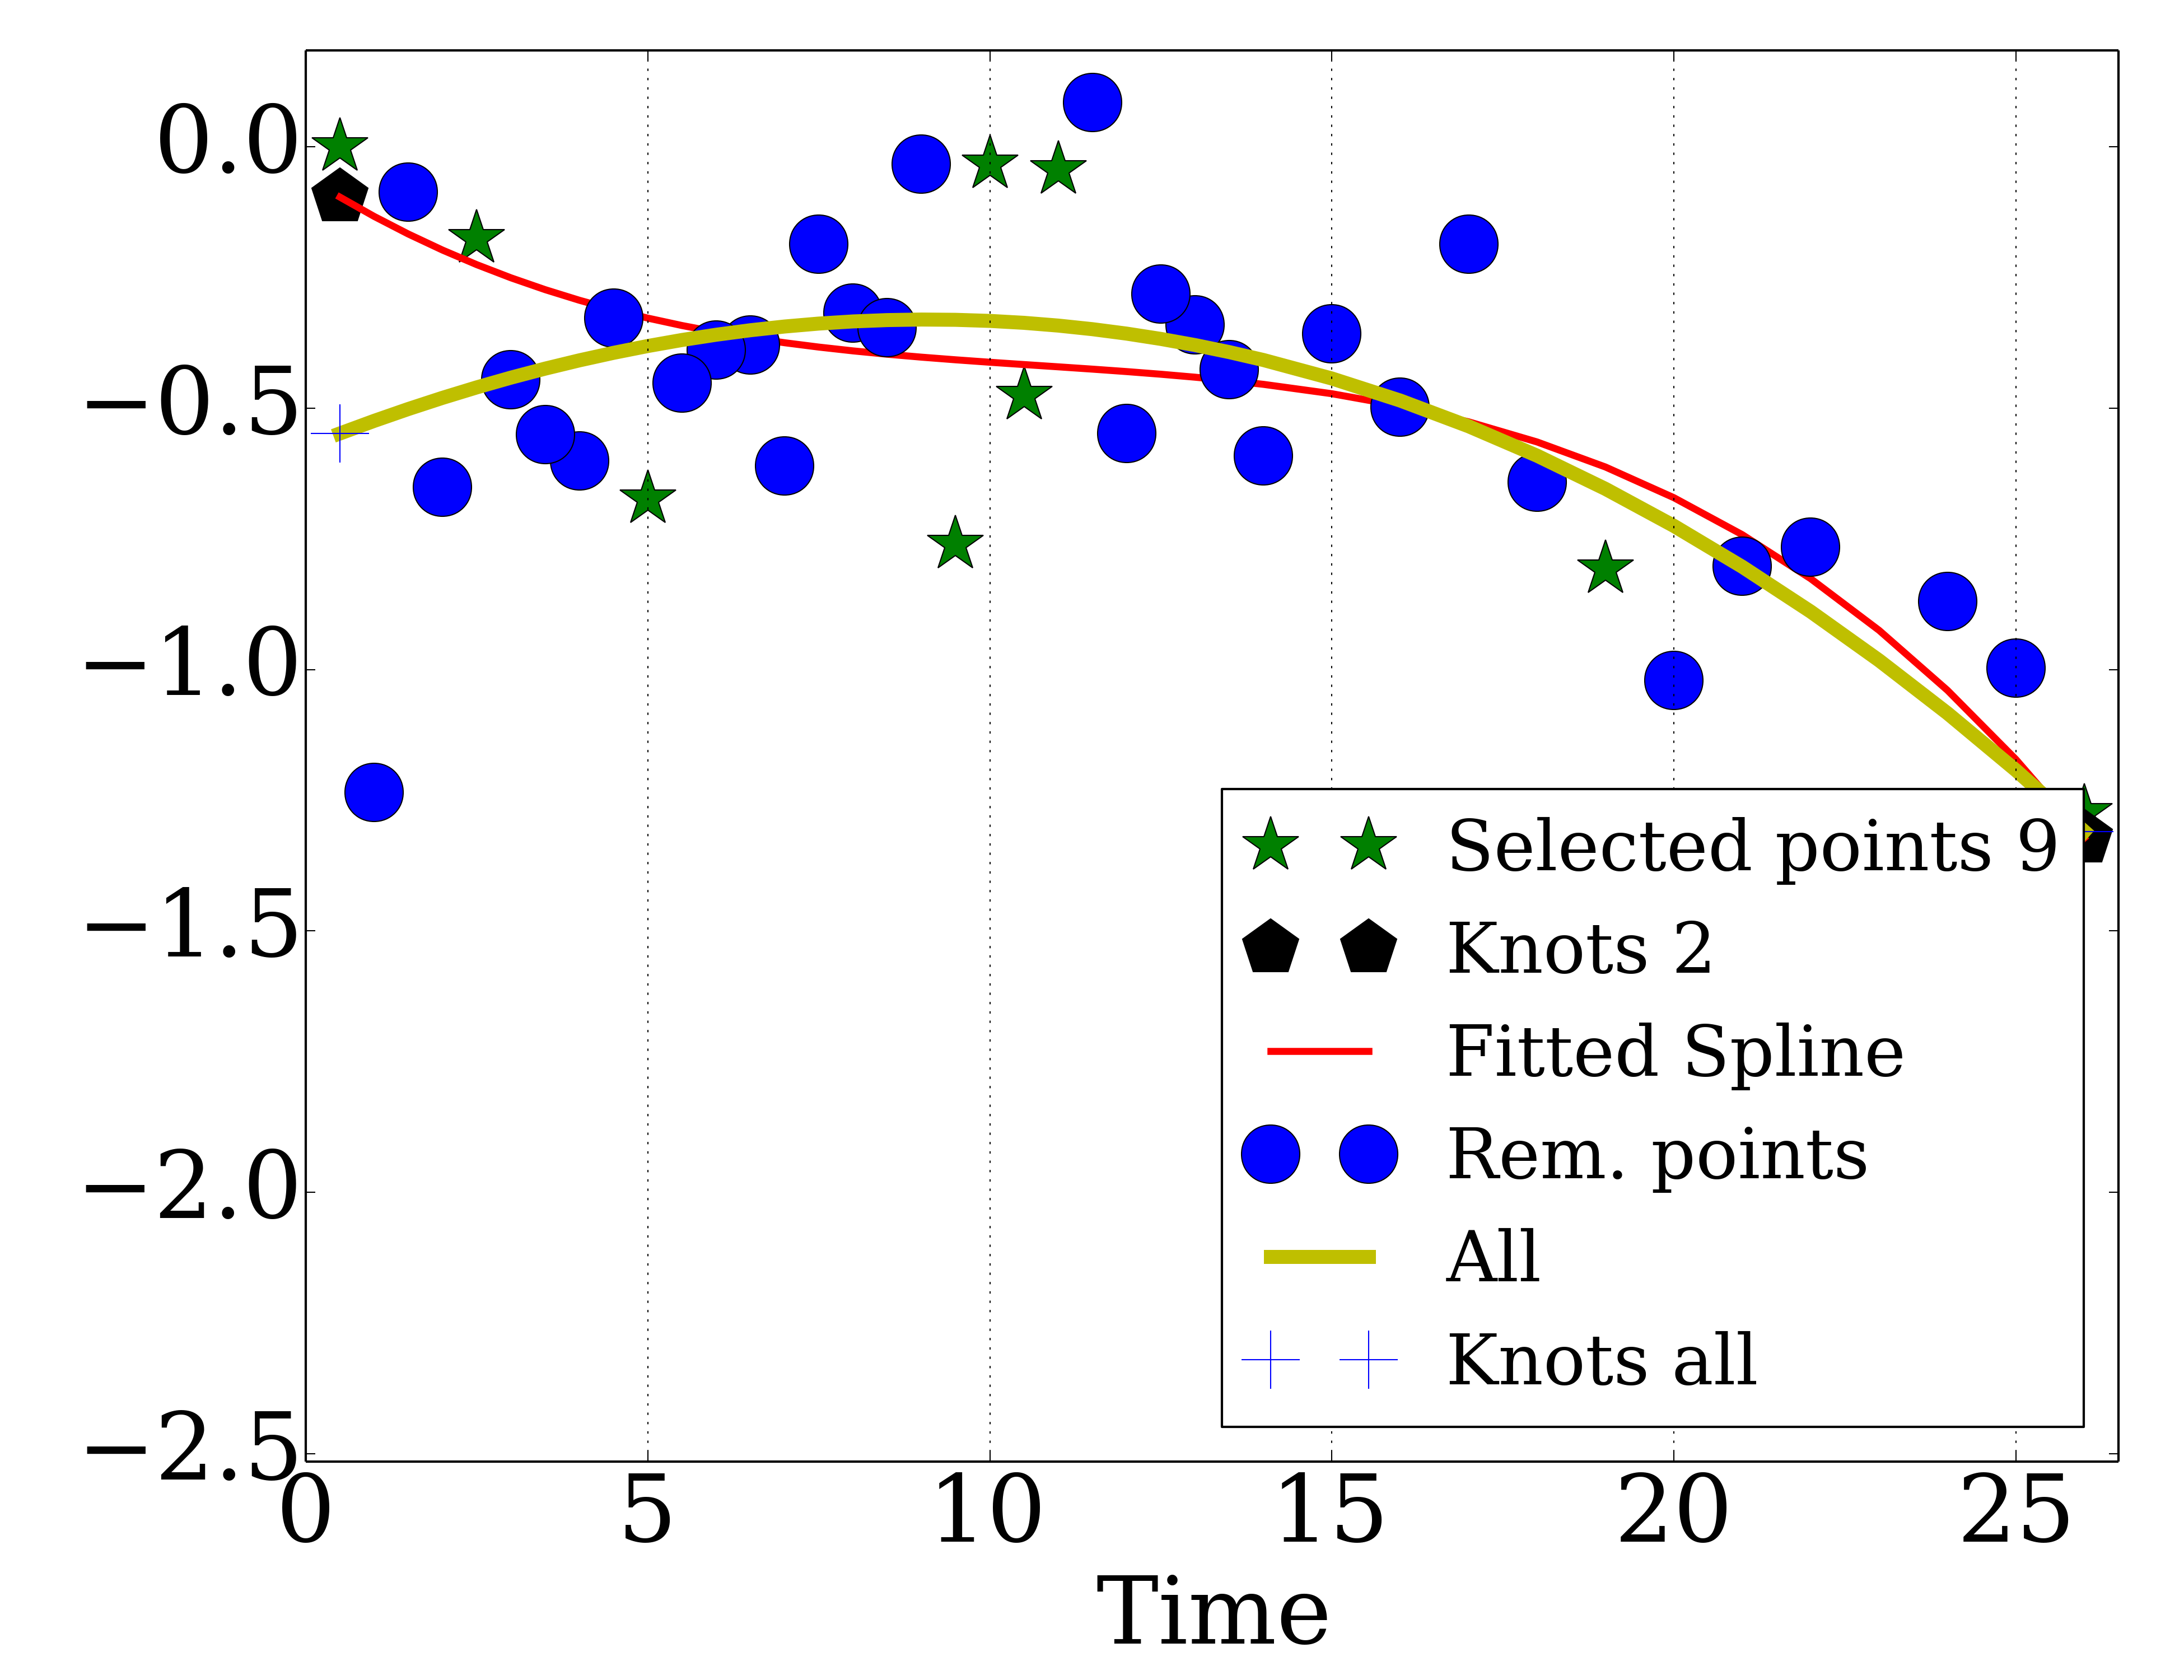 0.0
−0.5
−1.0
−1.5
−2.0
−2.5
0 5 10 15 20 25
Time
Selected points 9
Knots 2
Fitted Spline
Rem. points
All
Knots all